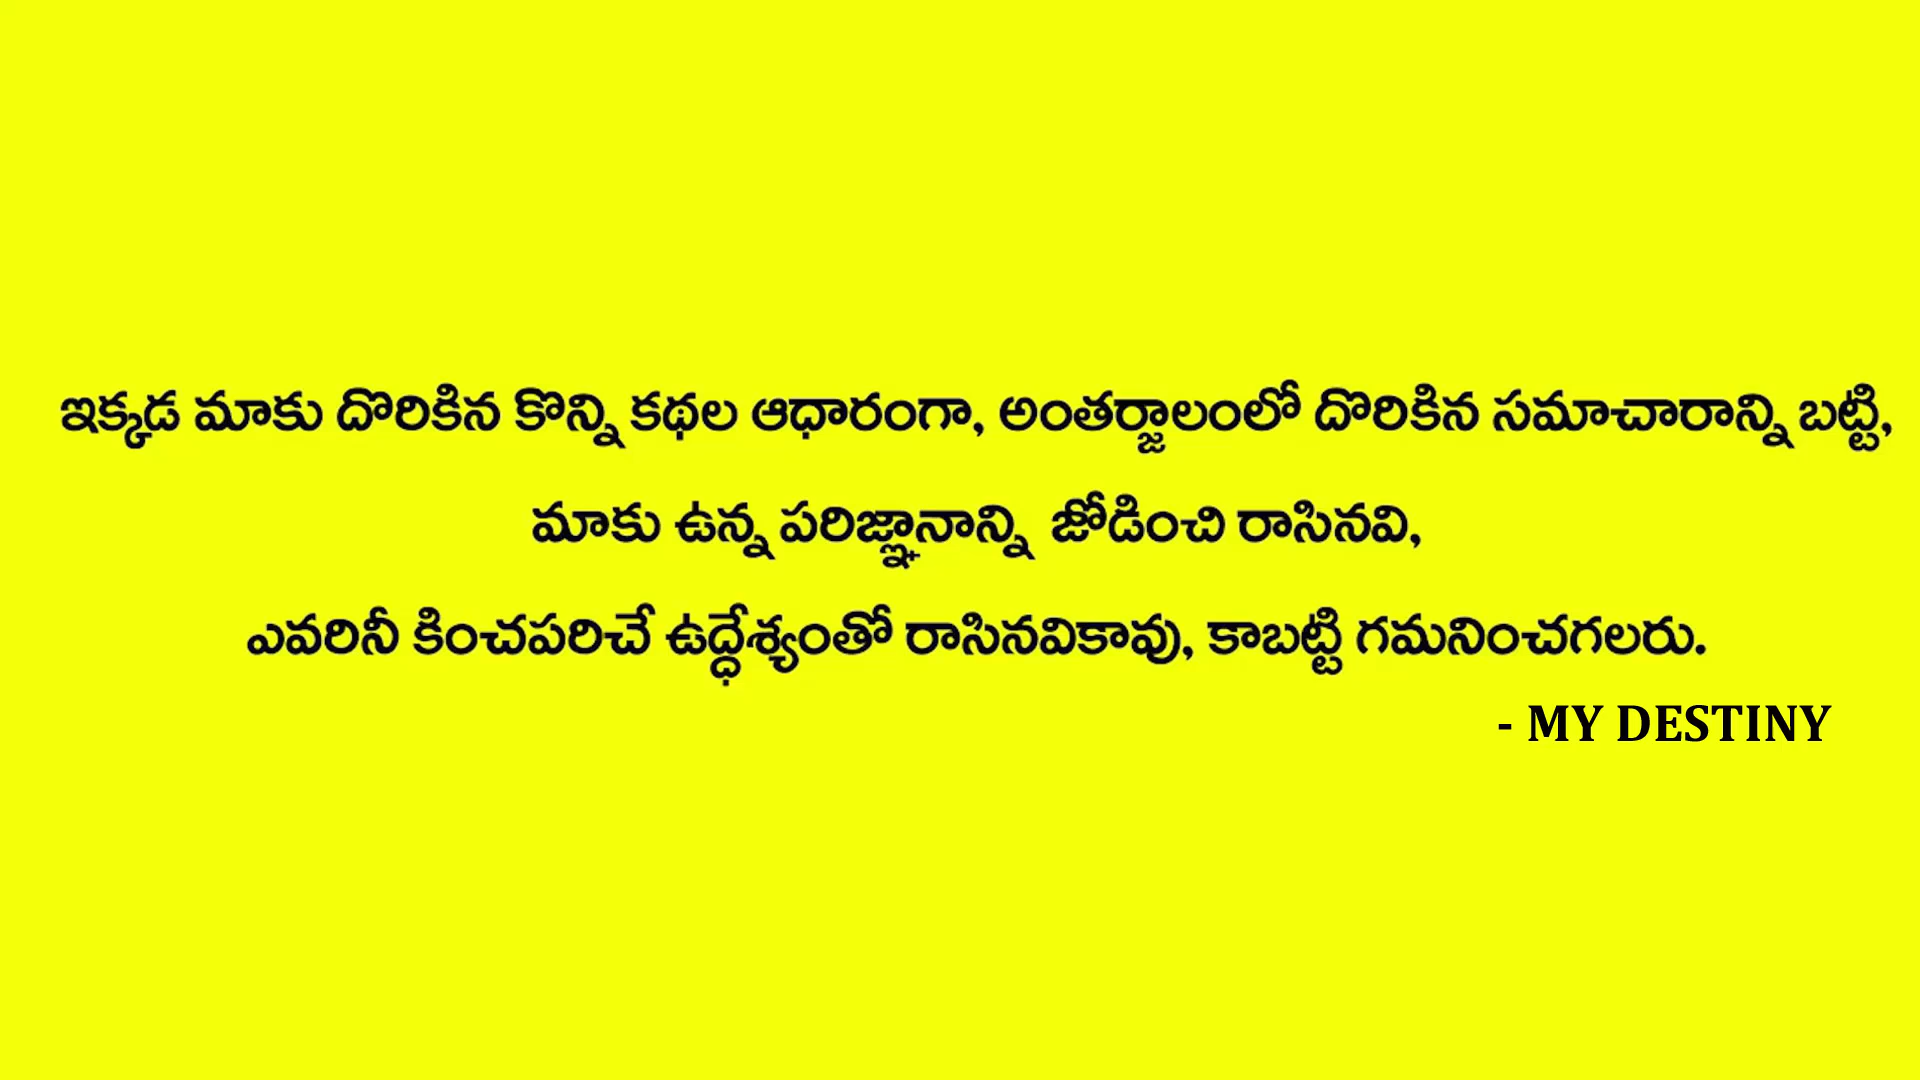 ఇక్కడ మాకు దొరికిన కొన్ని కథల ఆధారంగా, అంతర్జాలంలో దొరికిన సమాచారాన్ని బట్టి,
మాకు ఉన్న పరిజ్ఞానాన్ని జోడించి రాసినవి,
ఎవరినీ కించపరిచే ఉద్ధేశ్యంతో రాసినవికావు, కాబట్టి గమనించగలరు.
- MY DESTINY